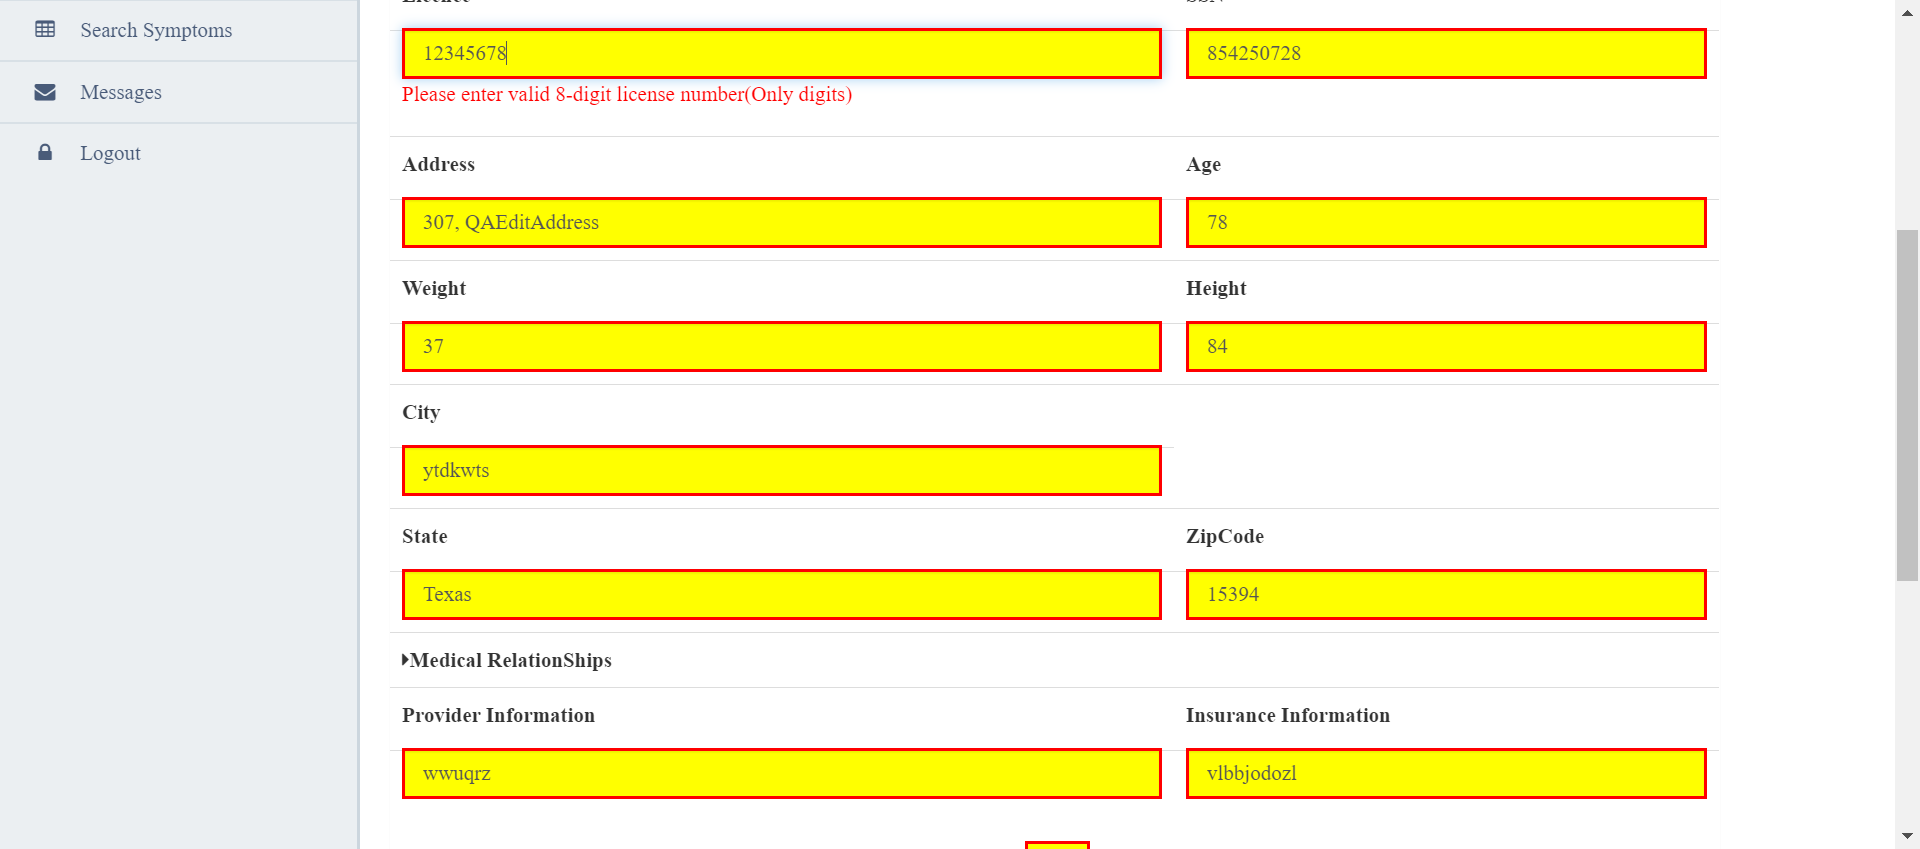 Search Symptoms
Messages
Logout
Licence SSN
12345678 854250728
Please enter valid 8-digit license number(Only digits)
Address Age
307, QAEditAddress 78
Weight Height
37 84
City
ytdkwts
State ZipCode
Texas 15394
Medical RelationShips
Provider Information Insurance Information
wwuqrz vlbbjodozl